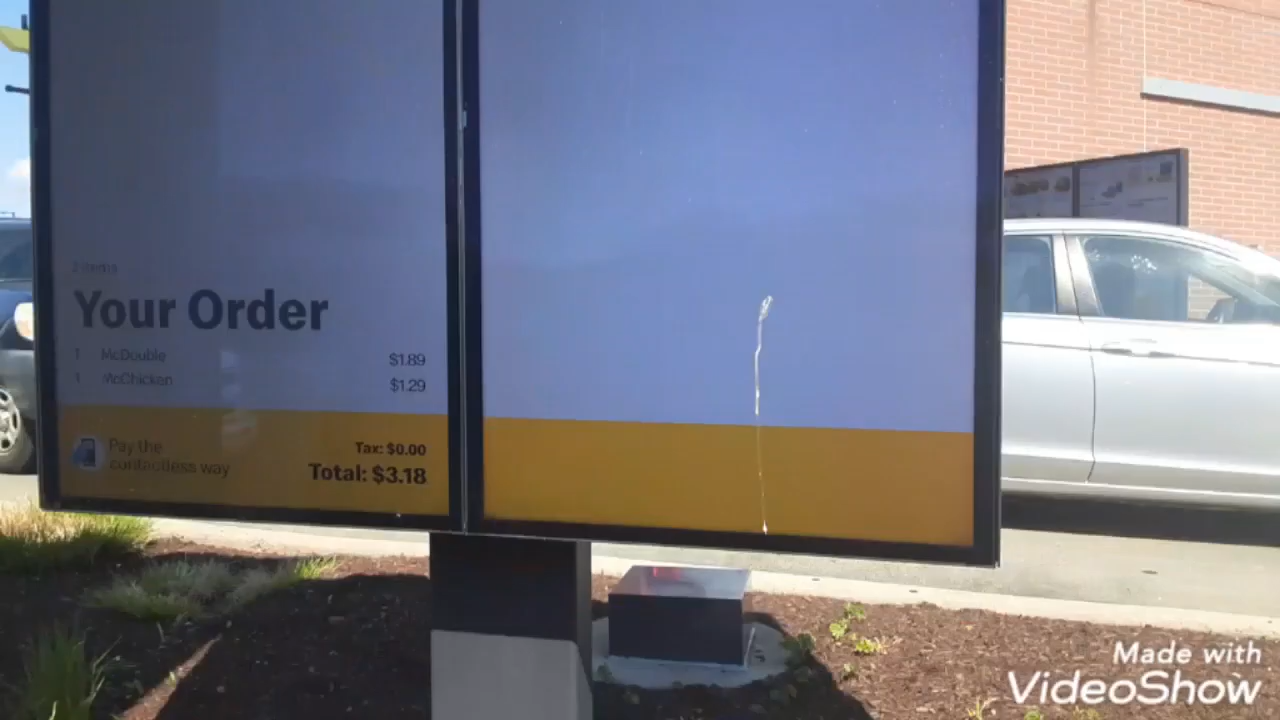 2 items
Your Order
1 McDouble $1.89
1 McChicken $1.29
Pay the
contactless way
Tax: $0.00
Total: $3.18
Made with
VideoShow